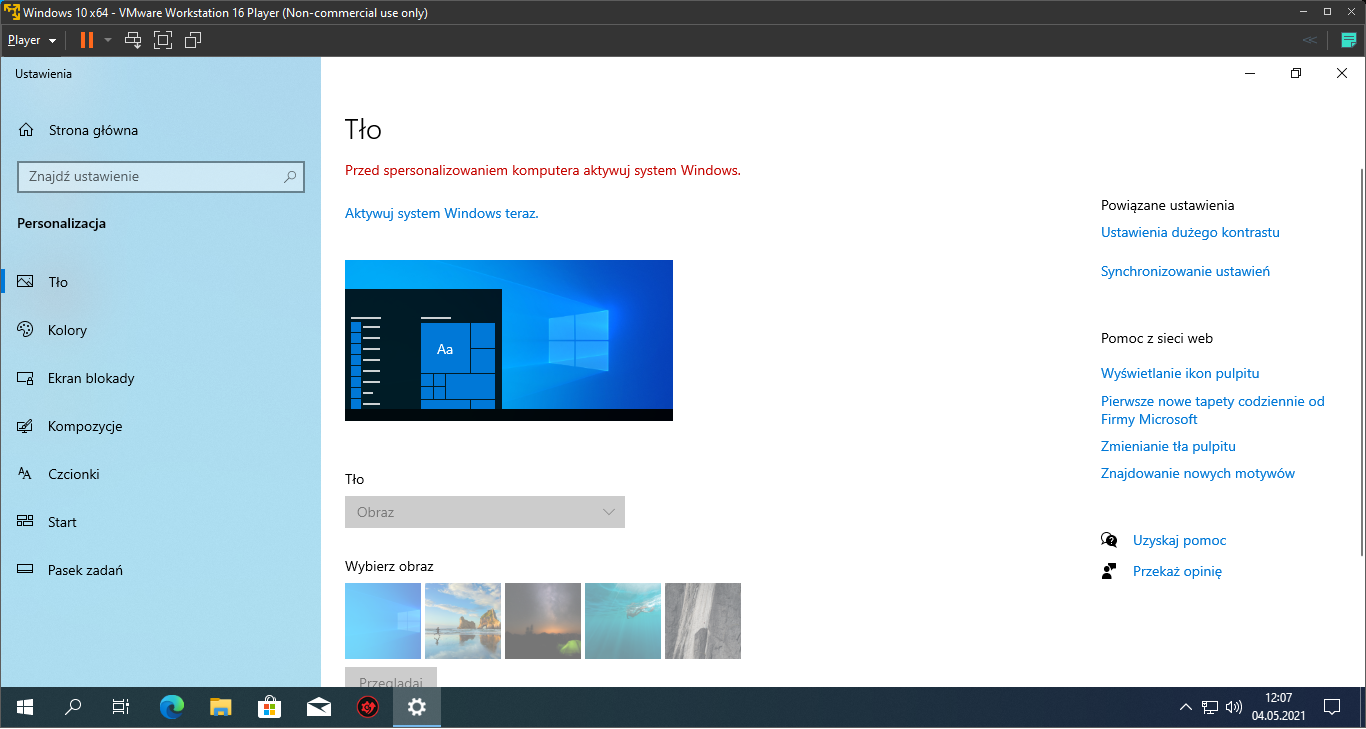 Windows 10 x64 - VMware Workstation 16 Player (Non-commercial use only)
Player
Ustawienia
Strona główna
Znajdź ustawienie
Personalizacja
Tło
Kolory
Ekran blokady
Kompozycje
Czcionki
Start
Pasek zadań
Tło
Przed spersonalizowaniem komputera aktywuj system Windows.
Aktywuj system Windows teraz.
Aa
Tło
Obraz
Wybierz obraz
Przeglądaj
Powiązane ustawienia
Ustawienia dużego kontrastu
Synchronizowanie ustawień
Pomoc z sieci web
Wyświetlanie ikon pulpitu
Pierwsze nowe tapety codziennie od
Firmy Microsoft
Zmienianie tła pulpitu
Znajdowanie nowych motywów
Uzyskaj pomoc
Przekaż opinię
12:07
04.05.2021